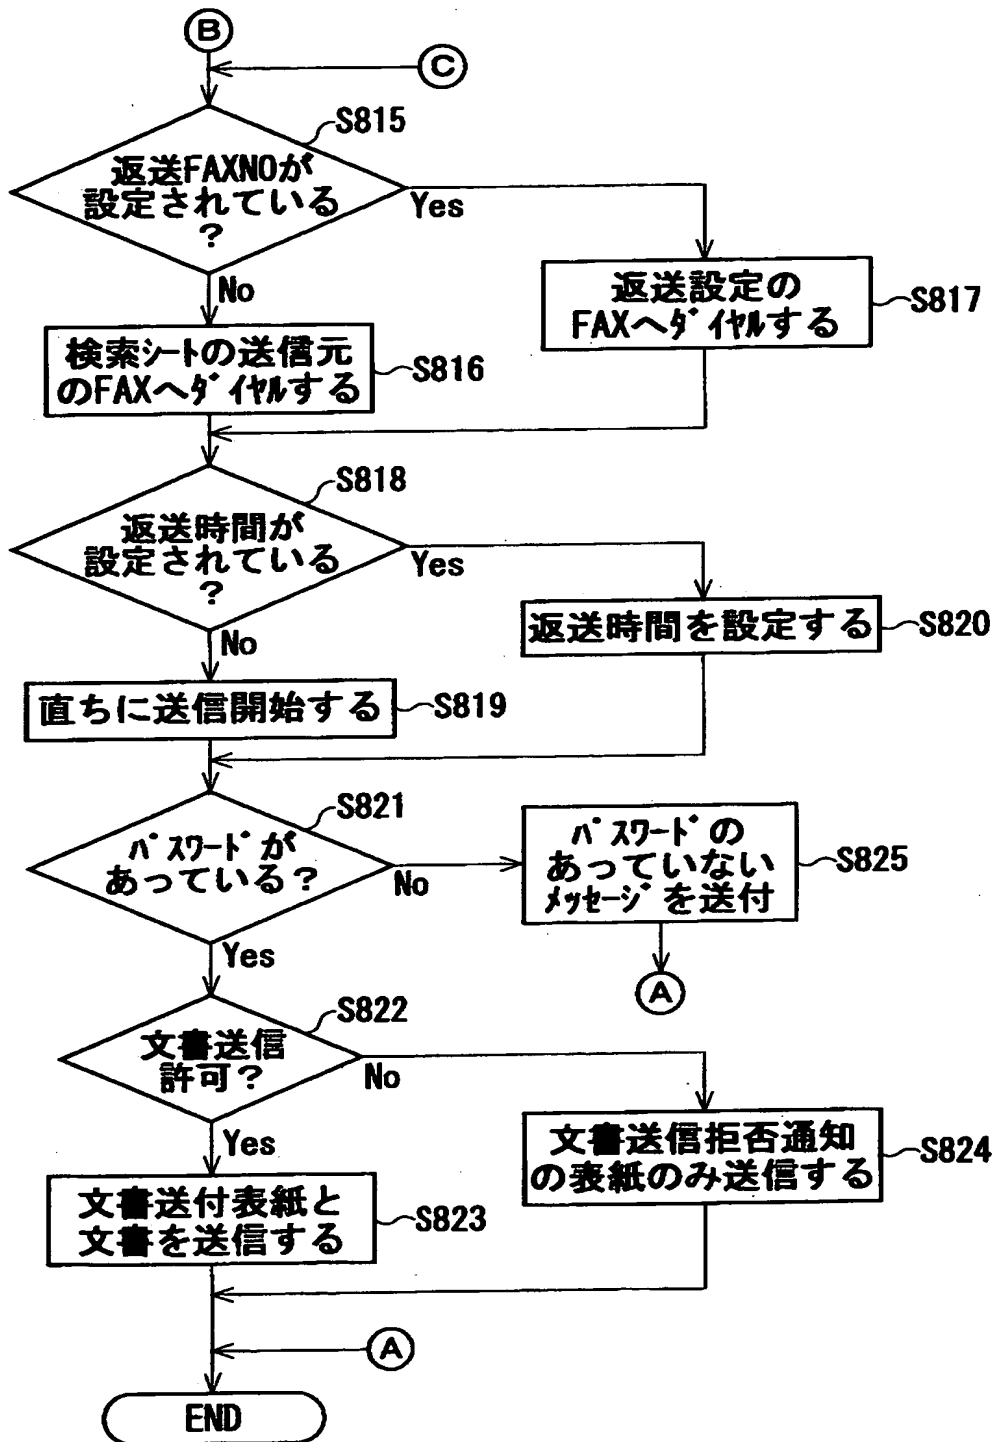 B
C
S815
返送FAXNOが
設定されている
?
Yes
No
返送設定の
FAXへﾀﾞｲﾔﾙする
S817
検索ｼｰﾄの送信元
のFAXへﾀﾞｲﾔﾙする
S816
S818
返送時間が
設定されている
?
Yes
No
返送時間を設定する
S820
直ちに送信開始する
S819
S821
ﾊﾟｽﾜｰﾄﾞが
あっている?
No
Yes
ﾊﾟｽﾜｰﾄﾞの
あっていない
ﾒｯｾｰｼﾞを送付
S825
A
S822
文書送信
許可?
No
Yes
文書送信拒否通知
の表紙のみ送信する
S824
文書送付表紙と
文書を送信する
S823
A
END